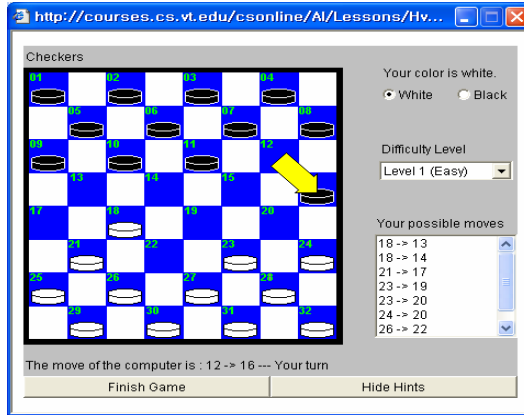 http://courses.cs.vt.edu/csonline/AI/Lessons/Hv...
Checkers
Your color is white.
White Black
Difficulty Level
Level 1 (Easy)
Your possible moves
18 -> 13
18 -> 14
21 -> 17
23 -> 19
23 -> 20
24 -> 20
26 -> 22
01 02 03 04
05 06 07 08
09 10 11 12
13 14 15
17 18 19 20
21 22 23 24
25 26 27 28
29 30 31 32
The move of the computer is : 12 -> 16 --- Your turn
Finish Game Hide Hints